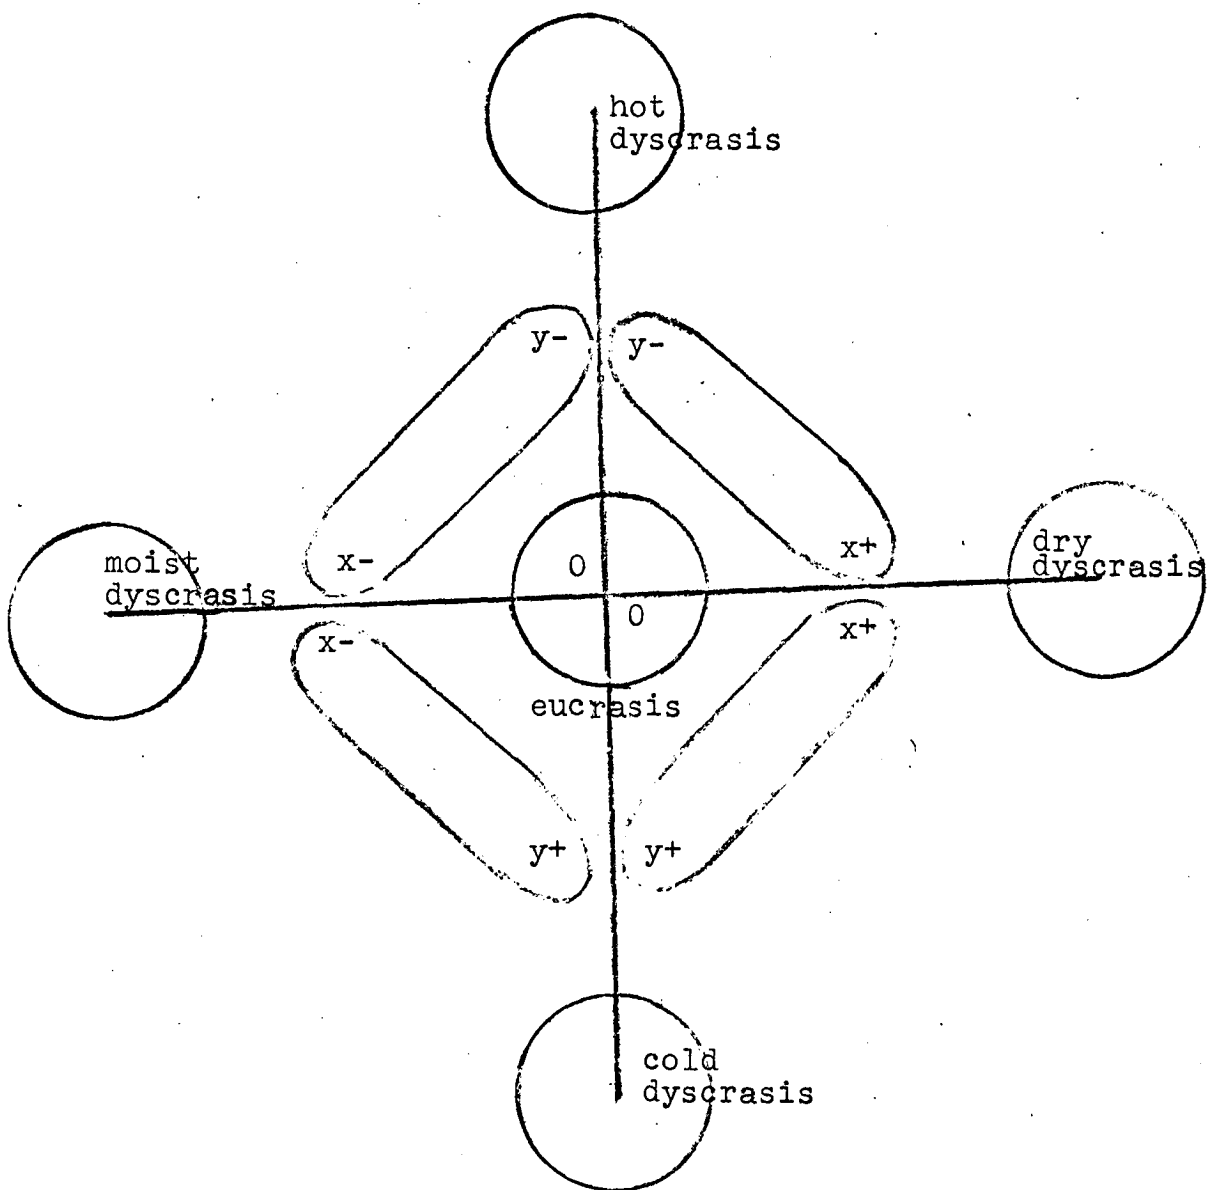 hot
dyscrasis
y- y-
moist
dyscrasis
x-
0
x+
dry
dyscrasis
x-
0
x+
eucrasis
y+ y+
cold
dyscrasis